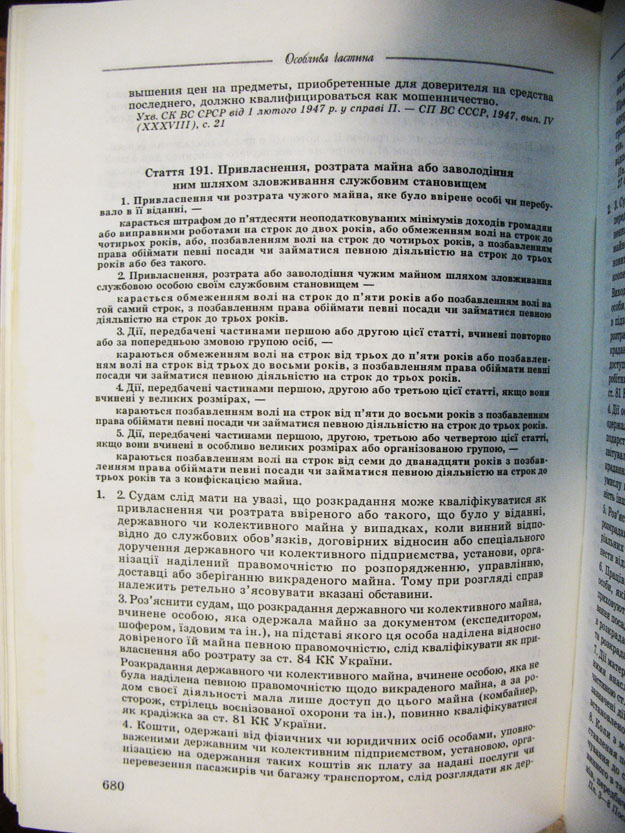 Особлива частина
вышения цен на предметы, приобретенные для доверителя на средства
последнего, должно квалифицироваться как мошенничество.
Ухв. СК ВС СРСР від 1 лютого 1947 р. у справі П. — СП ВС СССР, 1947, вып. IV
(XXXVIII), с. 21
Стаття 191. Привласнення, розтрата майна або заволодіння
ним шляхом зловживання службовим становищем
1. Привласнення чи розтрата чужого майна, яке було ввірене особі чи перебу-
вало в її віданні, —
карається штрафом до п'ятдесяти неоподатковуваних мінімумів доходів громадян
або виправними роботами на строк до двох років, або обмеженням волі на строк до
чотирьох років, або, позбавленням волі на строк до чотирьох років, з позбавленням
права обіймати певні посади чи займатися певною діяльністю на строк до трьох
років або без такого.
2. Привласнення, розтрата або заволодіння чужим майном шляхом зловживання
службовою особою своїм службовим становищем —
карається обмеженням волі на строк до п'яти років або позбавленням волі на
той самий строк, з позбавленням права обіймати певні посади чи займатися певною
діяльністю на строк до трьох років.
3. Дії, передбачені частинами першою або другою цієї статті, вчинені повторно
або за попередньою змовою групою осіб, —
караються обмеженням волі на строк від трьох до п'яти років або позбавлен-
ням волі на строк від трьох до восьми років, з позбавленням права обіймати певні
посади чи займатися певною діяльністю на строк до трьох років.
4. Дії, передбачені частинами першою, другою або третьою цієї статті, якщо вони
вчинені у великих розмірах, —
караються позбавленням волі на строк від п'яти до восьми років з позбавленням
права обіймати певні посади чи займатися певною діяльністю на строк до трьох років.
5. Дії, передбачені частинами першою, другою, третьою або четвертою цієї статті,
якщо вони вчинені в особливо великих розмірах або організованою групою, —
караються позбавленням волі на строк від семи до дванадцяти років з позбав-
ленням права обіймати певні посади чи займатися певною діяльністю на строк до
трьох років та з конфіскацією майна.
1. 2. Судам слід мати на увазі, що розкрадання може кваліфікуватися як
привласнення чи розтрата ввіреного або такого, що було у віданні,
державного чи колективного майна у випадках, коли винний відпо-
відно до службових обов'язків, договірних відносин або спеціального
доручення державного чи колективного підприємства, установи, орга-
нізації наділений правомочністю по розпорядженню, управлінню,
доставці або зберіганню викраденого майна. Тому при розгляді справ
належить ретельно з'ясовувати вказані обставини.
3. Роз'яснити судам, що розкрадання державного чи колективного майна,
вчинене особою, яка одержала майно за документом (експедитором,
шофером, їздовим та ін.), на підставі якого ця особа наділена відносно
довіреного їй майна певною правомочністю, слід кваліфікувати як при-
власнення або розтрату за ст. 84 КК України.
Розкрадання державного чи колективного майна, вчинене особою, яка не
була наділена певною правомочністю щодо викраденого майна, а за ро-
дом своєї діяльності мала лише доступ до цього майна (комбайнер,
сторож, стрілець воєнізованої охорони та ін.), повинно кваліфікуватися
як крадіжка за ст. 81 КК України.
4. Кошти, одержані від фізичних чи юридичних осіб особами, уповно-
важеними державним чи колективним підприємством, установою, орга-
нізацією на одержання таких коштів як плату за надані послуги чи
перевезення пасажирів чи багажу транспортом, слід розглядати як дер-
680